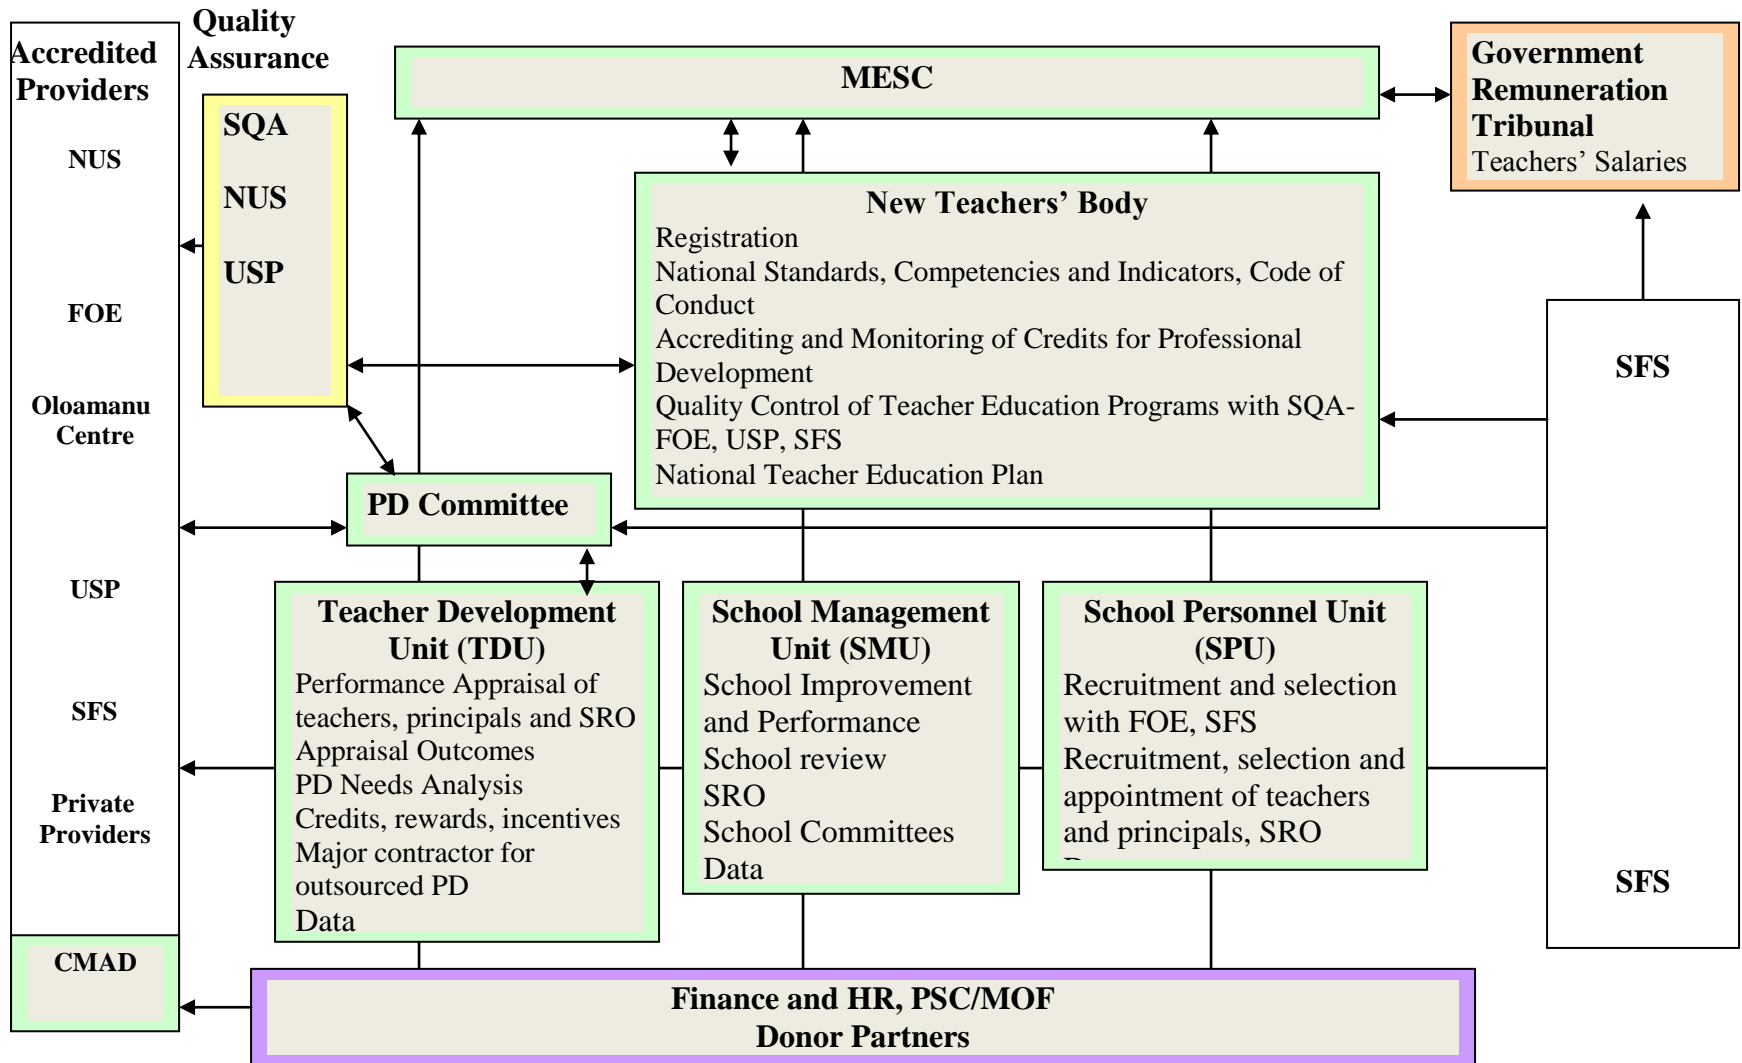 Accredited
Providers
NUS
FOE
Oloamanu
Centre
USP
SFS
Private
Providers
CMAD
Quality
Assurance
SQA
NUS
USP
MESC
Government
Remuneration
Tribunal
Teachers’ Salaries
New Teachers’ Body
Registration
National Standards, Competencies and Indicators, Code of
Conduct
Accrediting and Monitoring of Credits for Professional
Development
Quality Control of Teacher Education Programs with SQA-
FOE, USP, SFS
National Teacher Education Plan
SFS
SFS
PD Committee
Teacher Development
Unit (TDU)
Performance Appraisal of
teachers, principals and SRO
Appraisal Outcomes
PD Needs Analysis
Credits, rewards, incentives
Major contractor for
outsourced PD
Data
School Management
Unit (SMU)
School Improvement
and Performance
School review
SRO
School Committees
Data
School Personnel Unit
(SPU)
Recruitment and selection
with FOE, SFS
Recruitment, selection and
appointment of teachers
and principals, SRO
Finance and HR, PSC/MOF
Donor Partners